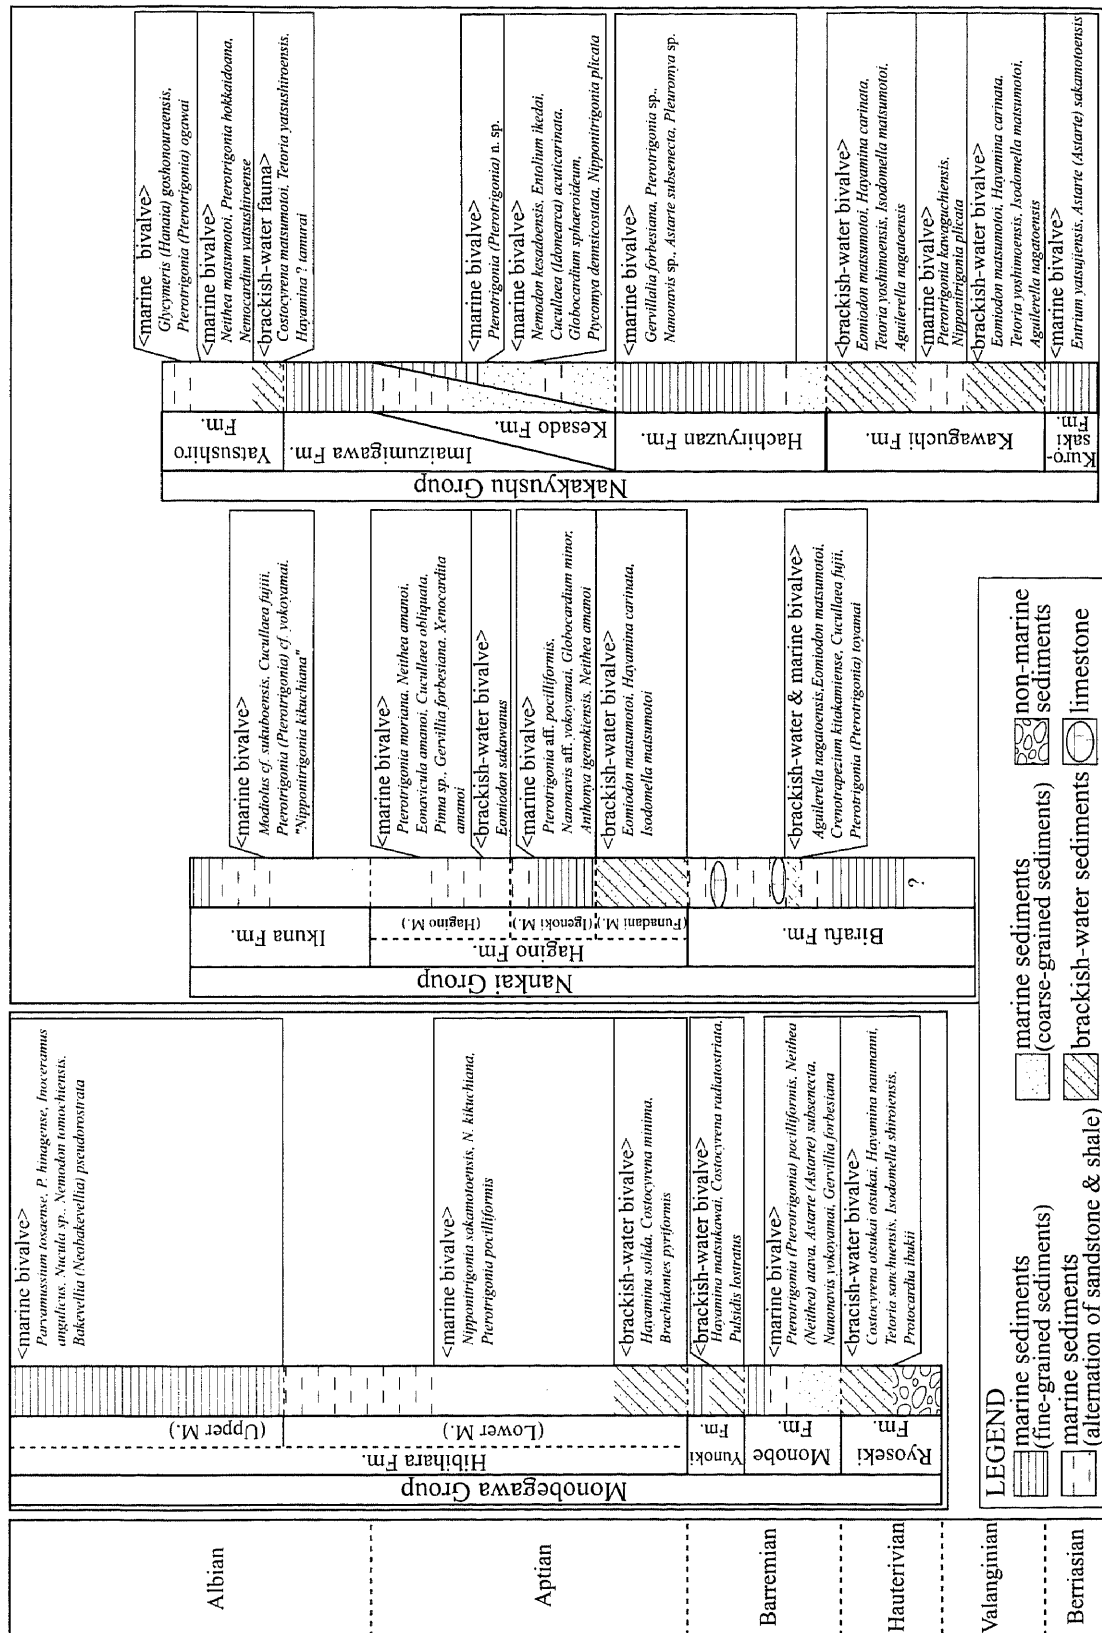 Albian
Aptian
Barremian
Hauterivian
Valanginian
Berriasian
Monobegawa Group
Hibihara Fm.
(Upper M.)
(Lower M.)
Yunoki
Fm.
Monobe
Fm.
Ryoseki
Fm.
<marine bivalve>
Parvamussium tosaense, P. hinagense, Inoceramus
anguficus, Nucula sp., Nemodon tomochiensis,
Bakevellia (Neobakevellia) pseudorostrata
<marine bivalve>
Nipponitrigonia sakamotoensis, N. kikuchiana,
Pterotrigonia pocilliformis
<brackish-water bivalve>
Hayamina solida, Costocyrena minima,
Brachidontes pyriformis
<brackish-water bivalve>
Hayamina matsukawai, Costocyrena radiatostriata,
Pulsidis lostratus
<marine bivalve>
Pterotrigonia (Pterotrigonia) pocilliformis, Neithea
(Neithea) atava, Astarte (Astarte) subsenecta,
Nanonavis yokoyamai, Gervillia forbesiana
<bracish-water bivalve>
Costocyrena otsukai otsukai, Hayamina naumanni,
Tetoria sanchuensis, Isodomella shiroiensis,
Protocardia ibukii
Nankai Group
Ikuna Fm.
Hagino Fm.
(Hagino M.)
(Igenoki M.)
(Funadani M.)
Birafu Fm.
?
<marine bivalve>
Modiolus cf. sukuboensis, Cucullaea fujii,
Pterotrigonia (Pterotrigonia) cf. yokoyamai,
"Nipponitrigonia kikuchiana"
<marine bivalve>
Pterotrigonia moriana, Neithea amanoi,
Eonavicula amanoi, Cucullaea obliquata,
Pinna sp., Gervillia forbesiana, Xenocardita
amanoi
<brackish-water bivalve>
Eomiodon sakawanus
<marine bivalve>
Pterotrigonia aff. pocilliformis,
Nanonavis aff. yokoyamai, Globocardium minor,
Anthonya igenokiensis, Neithea amanoi
<brackish-water bivalve>
Eomiodon matsumotoi, Hayamina carinata,
Isodomella matsumotoi
<brackish-water & marine bivalve>
Aguilerella nagatoensis,Eomiodon matsumotoi,
Crenotrapezium kitakamiense, Cucullaea fujii,
Pterotrigonia (Pterotrigonia) toyamai
Nakakyushu Group
Yatsushiro
Fm.
Imaizumigawa Fm.
Kesado Fm.
Hachiryuzan Fm.
Kawaguchi Fm.
Kuro-
saki
Fm.
<marine bivalve>
Glycymeris (Hanaia) goshonouraensis,
Pterotrigonia (Pterotrigonia) ogawai
<marine bivalve>
Neithea matsumotoi, Pterotrigonia hokkaidoana,
Nemocardium yatsushiroense
<brackish-water fauna>
Costocyrena matsumotoi, Tetoria yatsushiroensis,
Hayamina ? tamurai
<marine bivalve>
Pterotrigonia (Pterotrigonia) n. sp.
<marine bivalve>
Nemodon kesadoensis, Entolium ikedai,
Cucullaea (Idonearca) acuticarinata,
Globocardium sphaeroideum,
Ptycomya densicostata, Nipponitrigonia plicata
<marine bivalve>
Gervillalia forbesiana, Pterotrigonia sp.,
Nanonavis sp., Astarte subsenecta, Pleuromya sp.
<brackish-water bivalve>
Eomiodon matsumotoi, Hayamina carinata,
Tetoria yoshimoensis, Isodomella matsumotoi,
Aguilerella nagatoensis
<marine bivalve>
Pterotrigonia kawaguchiensis,
Nipponitrigonia plicata
<brackish-water bivalve>
Eomiodon matsumotoi, Hayamina carinata,
Tetoria yoshimoensis, Isodomella matsumotoi,
Aguilerella nagatoensis
<marine bivalve>
Entrium yatsujiensis, Astarte (Astarte) sakamotoensis
LEGEND
marine sediments
(fine-grained sediments)
marine sediments
(alternation of sandstone & shale)
marine sediments
(coarse-grained sediments)
brackish-water sediments
non-marine
sediments
limestone